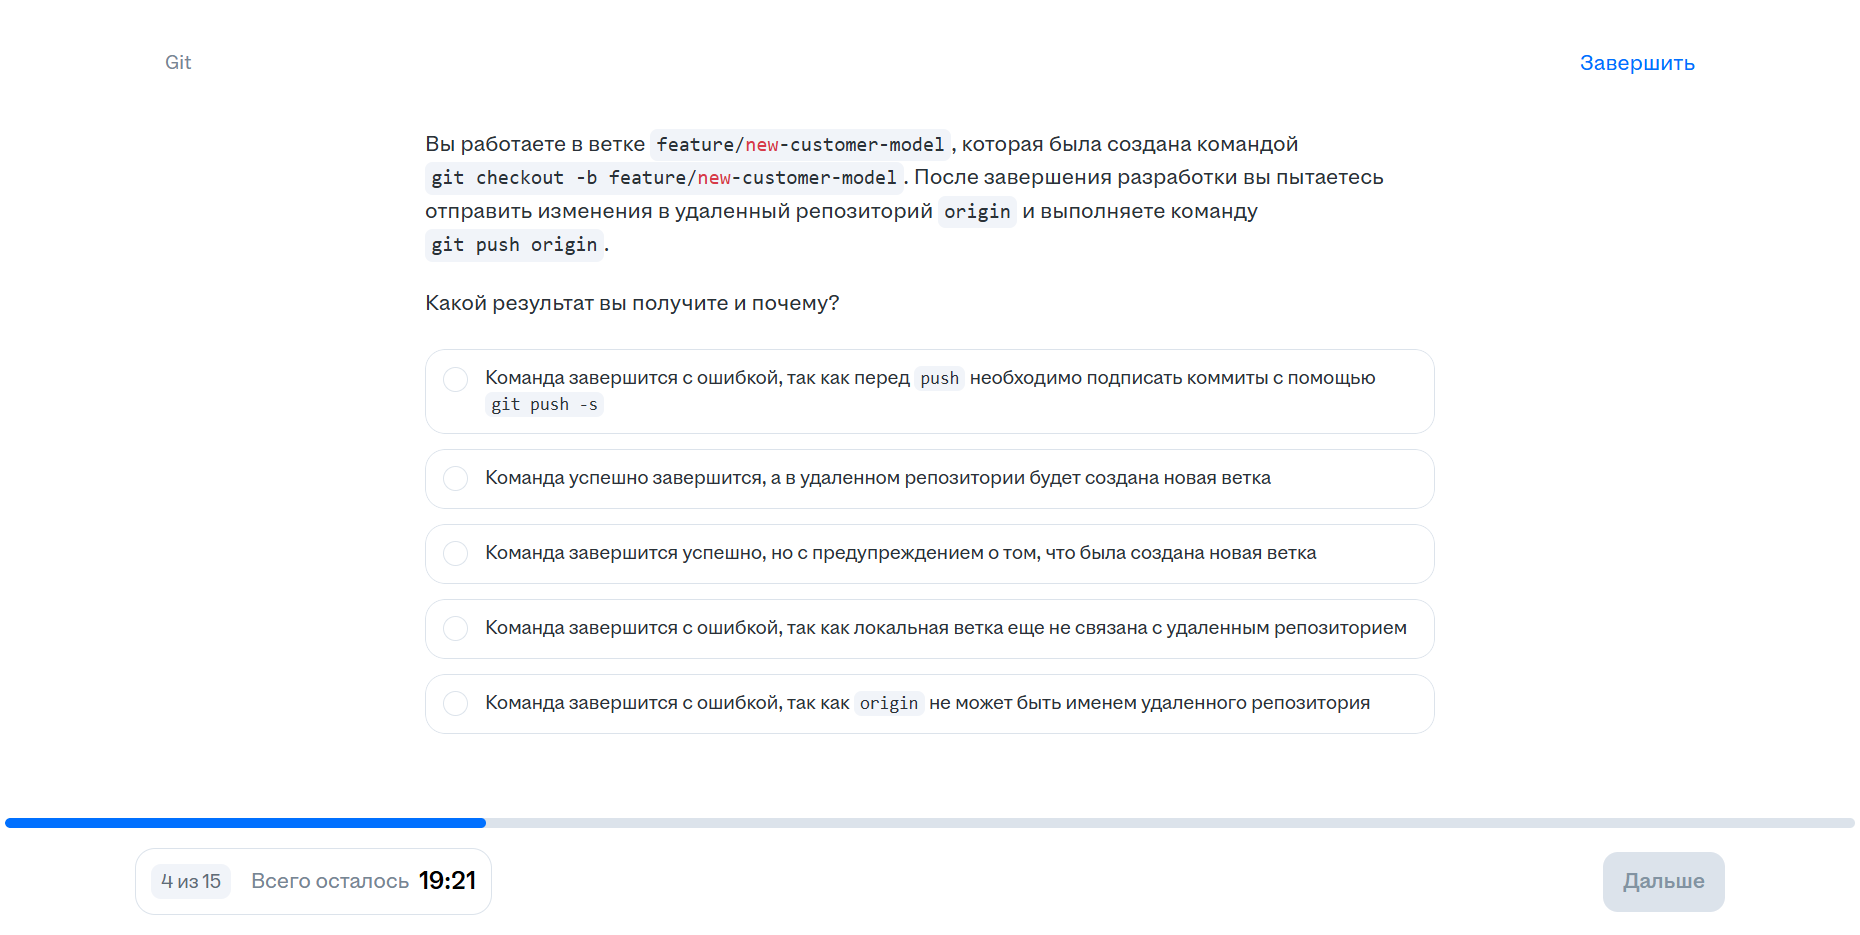 Git
Завершить
Вы работаете в ветке feature/new-customer-model, которая была создана командой
git checkout -b feature/new-customer-model. После завершения разработки вы пытаетесь
отправить изменения в удаленный репозиторий origin и выполняете команду
git push origin.
Какой результат вы получите и почему?
Команда завершится с ошибкой, так как перед push необходимо подписать коммиты с помощью
git push -s
Команда успешно завершится, а в удаленном репозитории будет создана новая ветка
Команда завершится успешно, но с предупреждением о том, что была создана новая ветка
Команда завершится с ошибкой, так как локальная ветка еще не связана с удаленным репозиторием
Команда завершится с ошибкой, так как origin не может быть именем удаленного репозитория
4 из 15
Всего осталось 19:21
Дальше